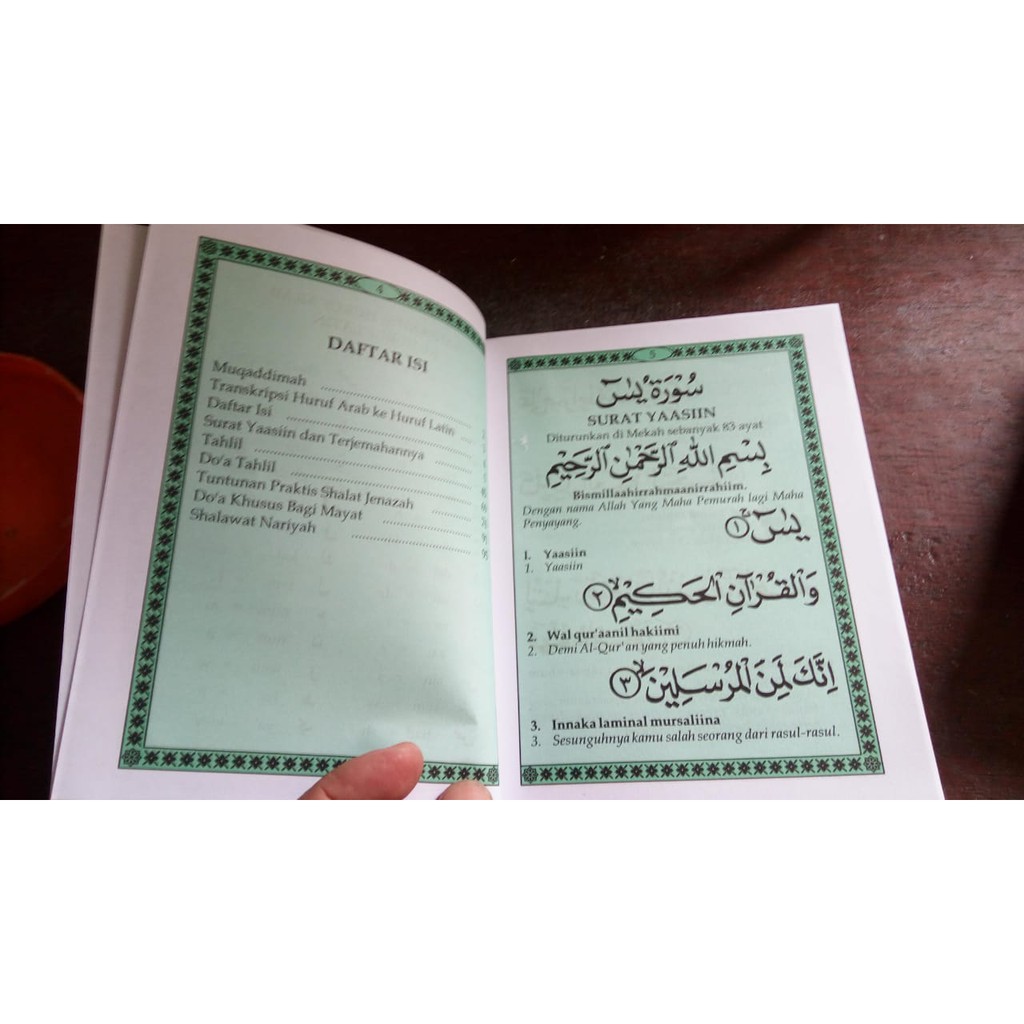 4
DAFTAR ISI
Muqaddimah
Transkripsi Huruf Arab ke Huruf Latin
Daftar Isi
Surat Yaasiin dan Terjemahannya
Tahlil
Do'a Tahlil
Tuntunan Praktis Shalat Jenazah
Do'a Khusus Bagi Mayat
Shalawat Nariyah
5
سُوْرَةُ يٰسٓ
SURAT YAASIIN
Diturunkan di Mekah sebanyak 83 ayat
بِسْمِ اللهِ الرَّحْمٰنِ الرَّحِيْمِ
Bismillaahirrahmaanirrahiim.
Dengan nama Allah Yang Maha Pemurah lagi Maha
Penyayang.
يٰسٓ ۚ ١
1. Yaasiin
1. Yaasiin
وَالْقُرْآنِ الْحَكِيْمِ ۙ ٢
2. Wal qur'aanil hakiimi
2. Demi Al-Qur'an yang penuh hikmah.
اِنَّكَ لَمِنَ الْمُرْسَلِيْنَ ۙ ٣
3. Innaka laminal mursaliina
3. Sesunguhnya kamu salah seorang dari rasul-rasul.